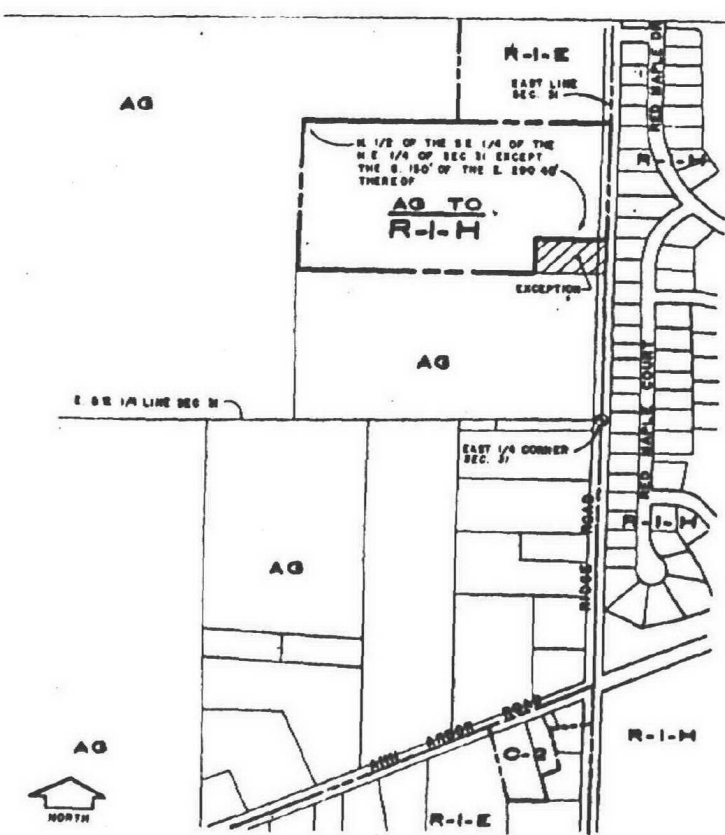 R-1-E
EAST LINE
SEC. 31
RED MAPLE DR
AG
N. 1/2 OF THE S.E. 1/4 OF THE
N.E. 1/4 OF SEC 31 EXCEPT
THE S. 150' OF THE E. 290.40'
THEREOF
R-1-H
AG TO
R-1-H
EXCEPTION
AG
RED MAPLE COURT
E. & W. 1/4 LINE SEC 31
EAST 1/4 CORNER
SEC. 31
RIDGE ROAD
R-1-H
AG
ANN ARBOR ROAD
C-2
R-1-H
AG
NORTH
R-1-E